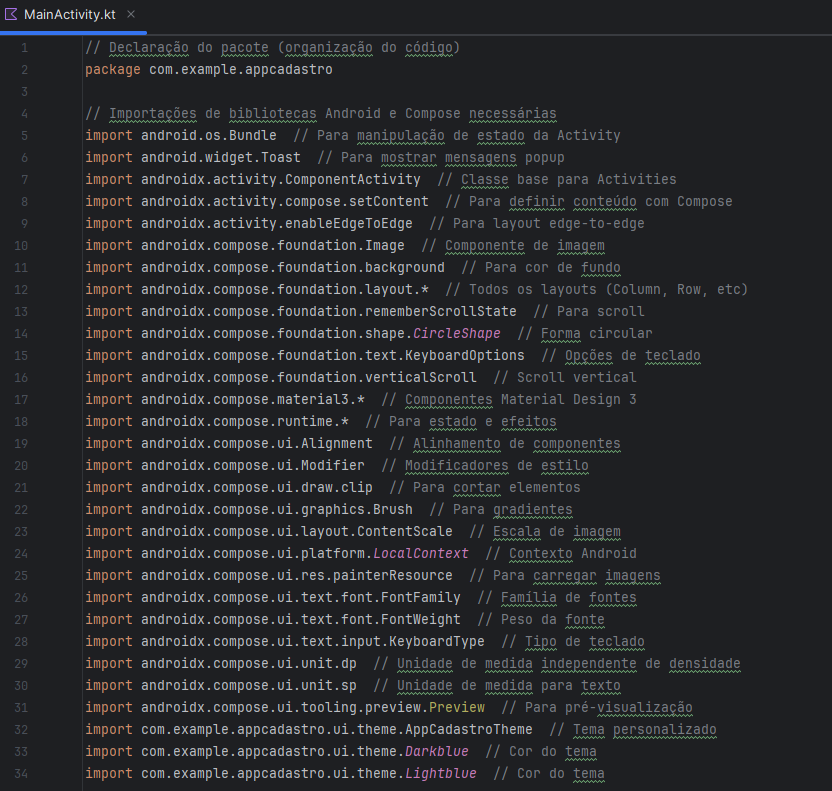 MainActivity.kt
1 // Declaração do pacote (organização do código)
2 package com.example.appcadastro
3
4 // Importações de bibliotecas Android e Compose necessárias
5 import android.os.Bundle // Para manipulação de estado da Activity
6 import android.widget.Toast // Para mostrar mensagens popup
7 import androidx.activity.ComponentActivity // Classe base para Activities
8 import androidx.activity.compose.setContent // Para definir conteúdo com Compose
9 import androidx.activity.enableEdgeToEdge // Para layout edge-to-edge
10 import androidx.compose.foundation.Image // Componente de imagem
11 import androidx.compose.foundation.background // Para cor de fundo
12 import androidx.compose.foundation.layout.* // Todos os layouts (Column, Row, etc)
13 import androidx.compose.foundation.rememberScrollState // Para scroll
14 import androidx.compose.foundation.shape.CircleShape // Forma circular
15 import androidx.compose.foundation.text.KeyboardOptions // Opções de teclado
16 import androidx.compose.foundation.verticalScroll // Scroll vertical
17 import androidx.compose.material3.* // Componentes Material Design 3
18 import androidx.compose.runtime.* // Para estado e efeitos
19 import androidx.compose.ui.Alignment // Alinhamento de componentes
20 import androidx.compose.ui.Modifier // Modificadores de estilo
21 import androidx.compose.ui.draw.clip // Para cortar elementos
22 import androidx.compose.ui.graphics.Brush // Para gradientes
23 import androidx.compose.ui.layout.ContentScale // Escala de imagem
24 import androidx.compose.ui.platform.LocalContext // Contexto Android
25 import androidx.compose.ui.res.painterResource // Para carregar imagens
26 import androidx.compose.ui.text.font.FontFamily // Família de fontes
27 import androidx.compose.ui.text.font.FontWeight // Peso da fonte
28 import androidx.compose.ui.text.input.KeyboardType // Tipo de teclado
29 import androidx.compose.ui.unit.dp // Unidade de medida independente de densidade
30 import androidx.compose.ui.unit.sp // Unidade de medida para texto
31 import androidx.compose.ui.tooling.preview.Preview // Para pré-visualização
32 import com.example.appcadastro.ui.theme.AppCadastroTheme // Tema personalizado
33 import com.example.appcadastro.ui.theme.Darkblue // Cor do tema
34 import com.example.appcadastro.ui.theme.Lightblue // Cor do tema